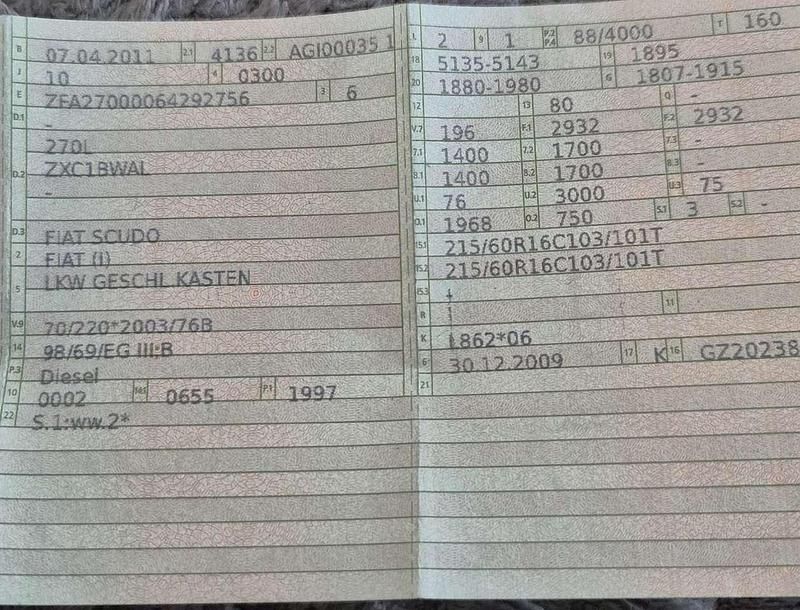 B 07.04.2011 2.1 4136 2.2 AGI00035 1
J 10 4 0300
E ZFA27000064292756 3 6
D.1 -
270L
D.2 ZXC1BWAL
-
D.3 FIAT SCUDO
2 FIAT (I)
5 LKW GESCHL.KASTEN
V.9 70/220*2003/76B
14 98/69/EG III;B
P.3 Diesel
10 0002 0655 P.1 1997
22 S.1:ww.2*
L 2 9 1 P.2 P.4 88/4000 T 160
18 5135-5143 19 1895
20 1880-1980 G 1807-1915
12 13 80 Q -
V.7 196 F.1 2932 F.2 2932
7.1 1400 7.2 1700 7.3 -
8.1 1400 8.2 1700 8.3 -
U.1 76 U.2 3000 U.3 75
O.1 1968 O.2 750 S.1 3 S.2 -
15.1 215/60R16C103/101T
15.2 215/60R16C103/101T
15.3 -
R 11
K L862*06
6 30.12.2009 17 K 16 GZ20238
21